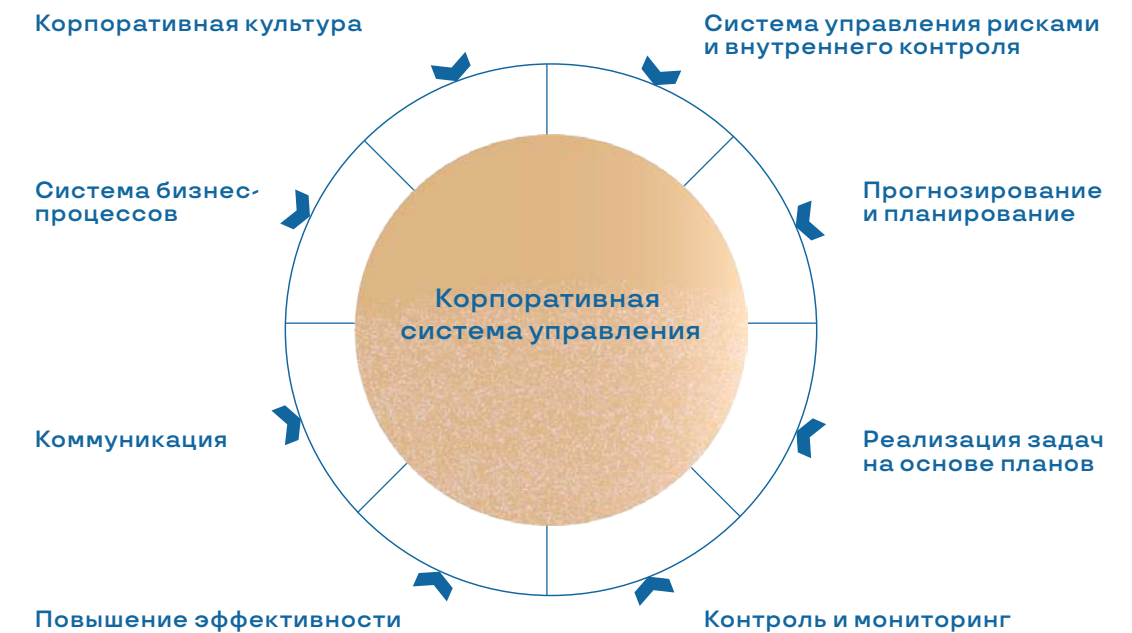 Корпоративная культура
Система управления рисками
и внутреннего контроля
Система бизнес-
процессов
Прогнозирование
и планирование
Корпоративная
система управления
Коммуникация
Реализация задач
на основе планов
Повышение эффективности
Контроль и мониторинг